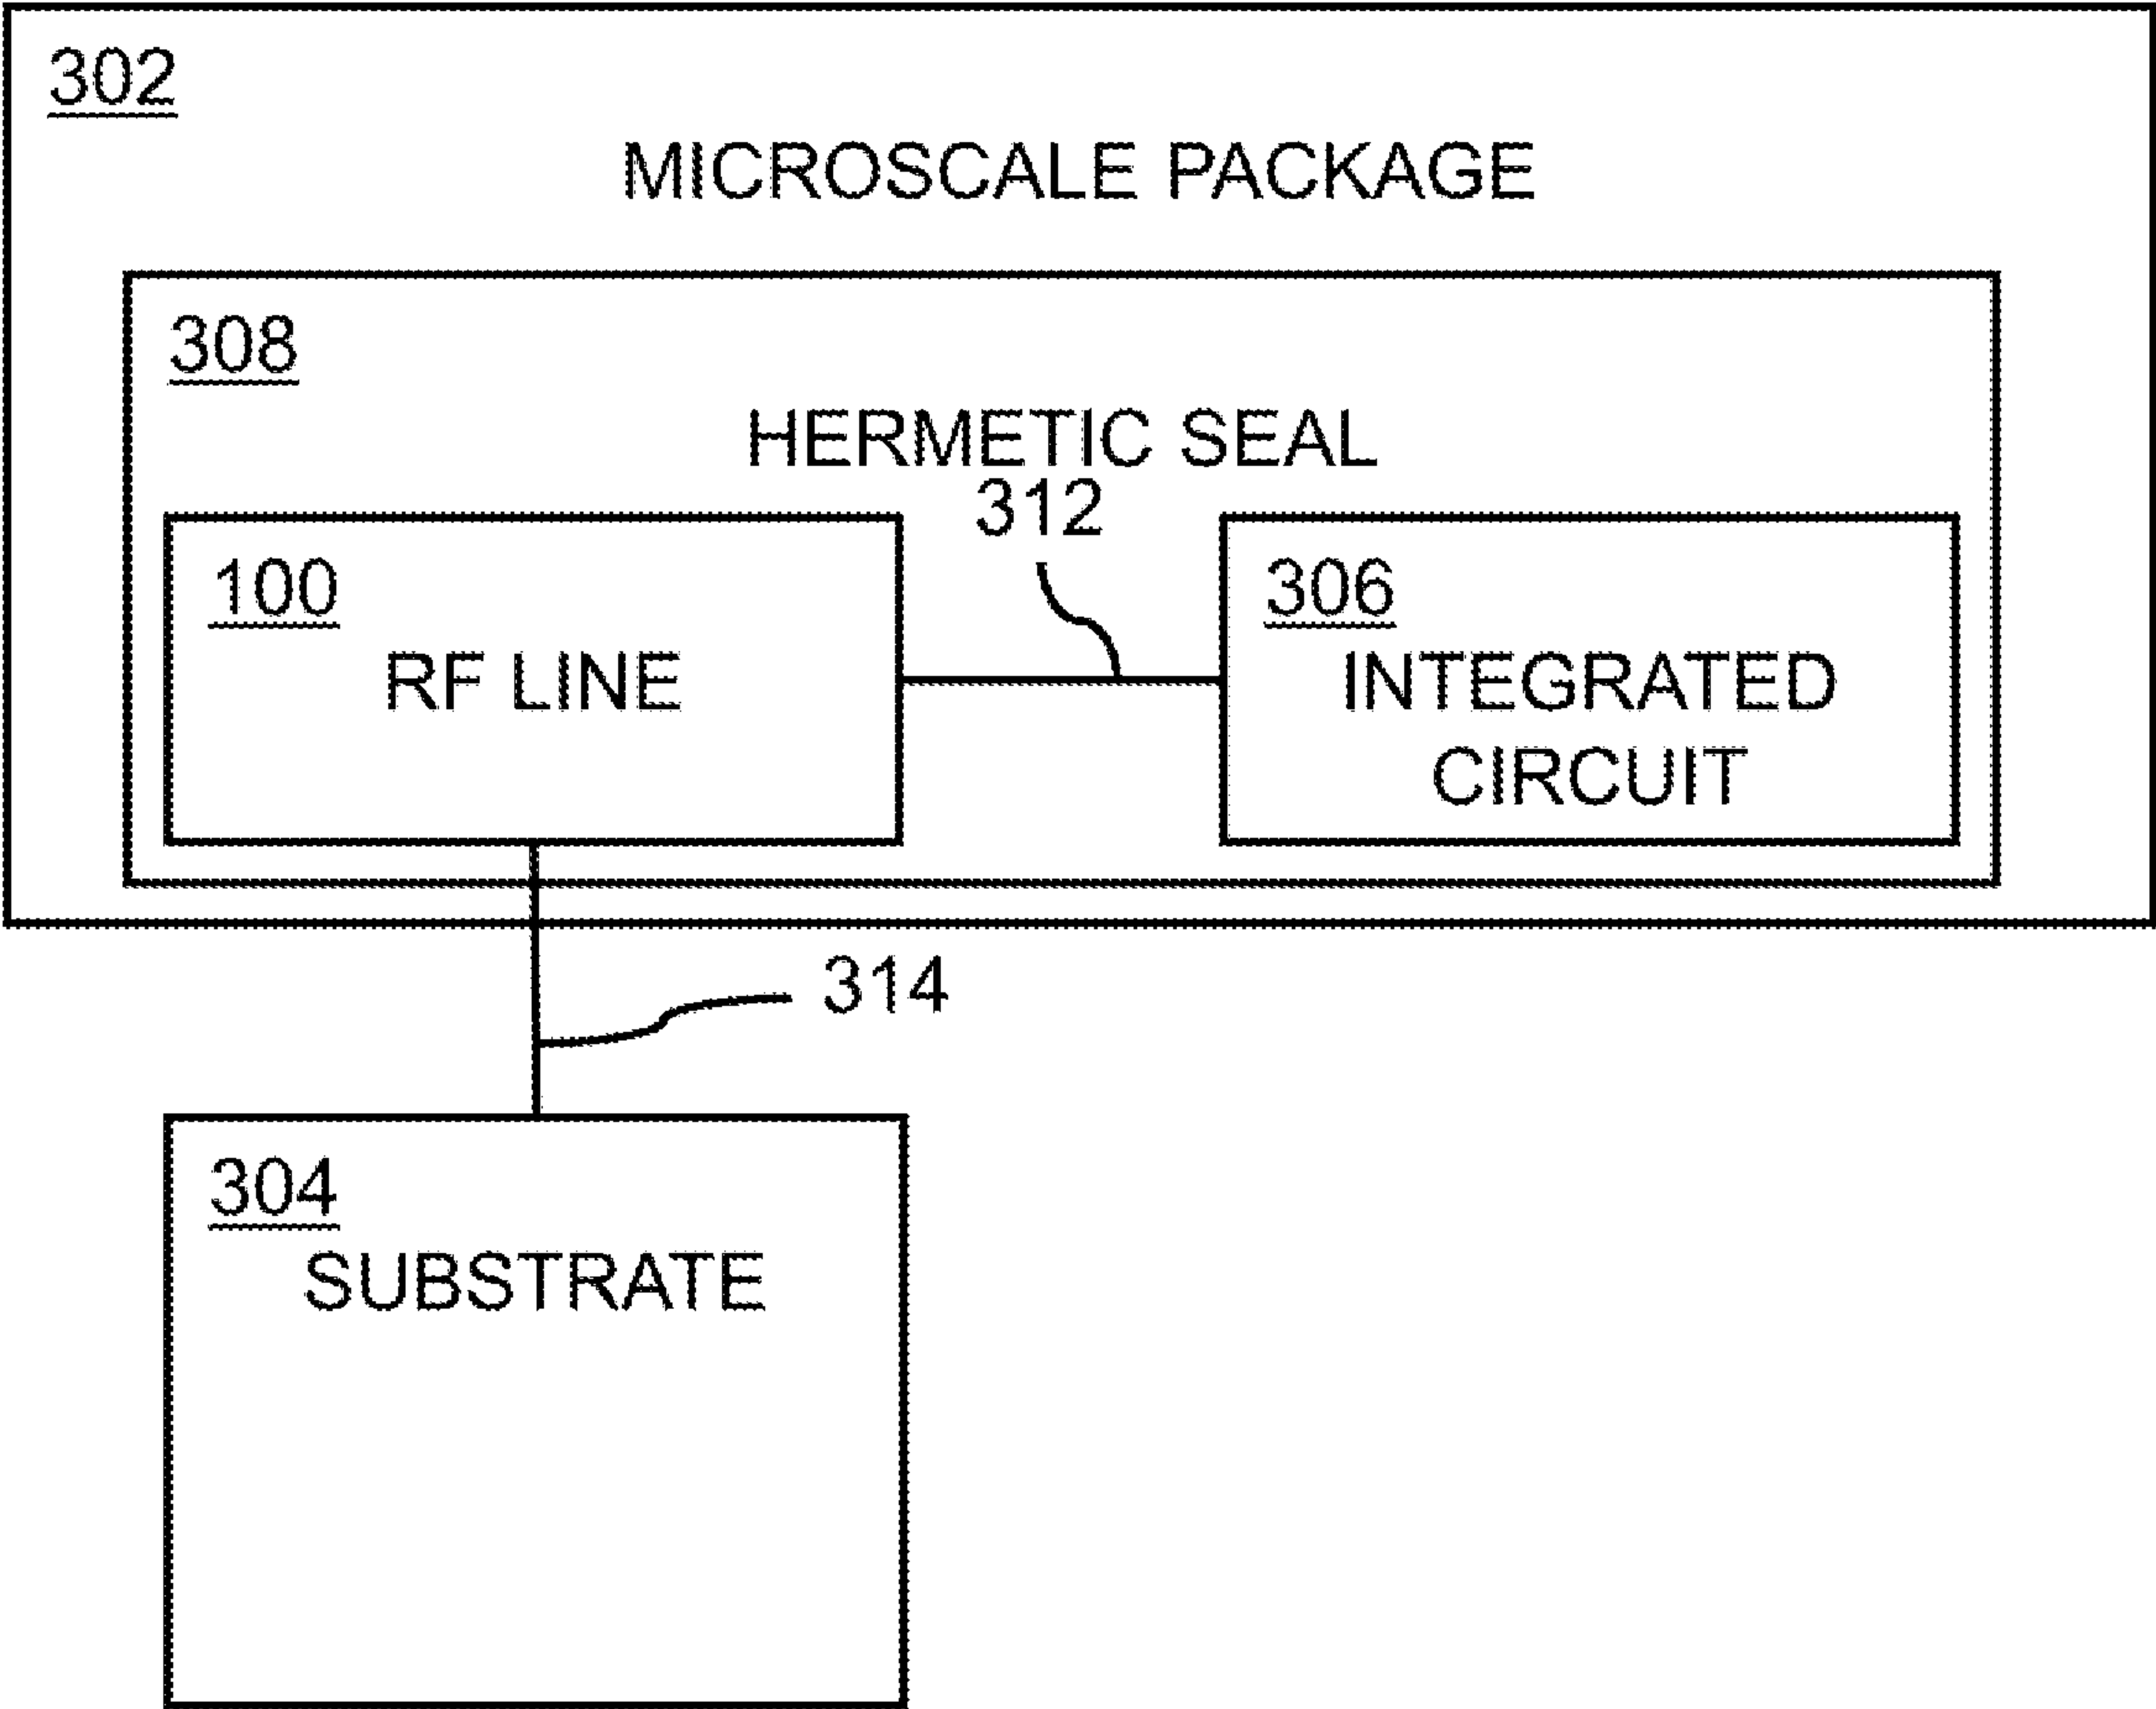 302
MICROSCALE PACKAGE
308
HERMETIC SEAL
312
100
RF LINE
306
INTEGRATED
CIRCUIT
314
304
SUBSTRATE